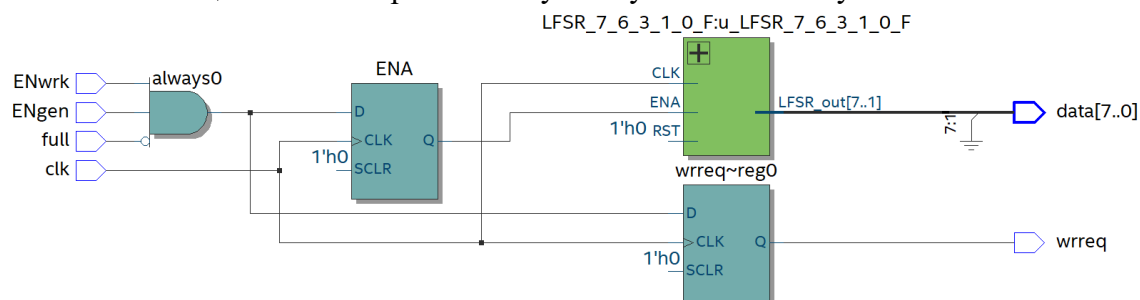 LFSR_7_6_3_1_0_F:u_LFSR_7_6_3_1_0_F
ENwrk
ENgen
full
clk
always0
ENA
D
CLK
Q
1'h0
SCLR
CLK
ENA
1'h0 RST
LFSR_out[7..1]
7:1
data[7..0]
wrreq~reg0
D
CLK
Q
1'h0
SCLR
wrreq